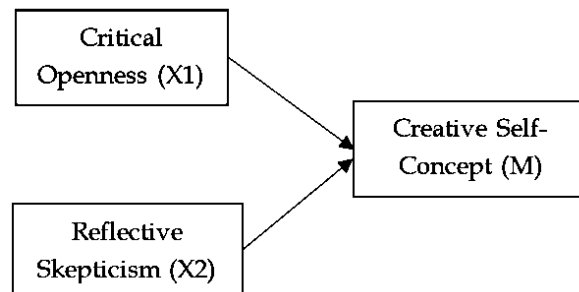 Critical
Openness (X1)
Creative Self-
Concept (M)
Reflective
Skepticism (X2)